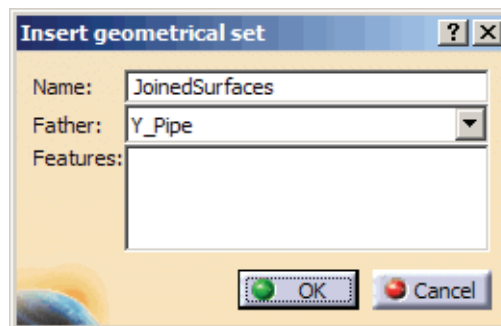 Insert geometrical set
Name: JoinedSurfaces
Father: Y_Pipe
Features:
OK Cancel